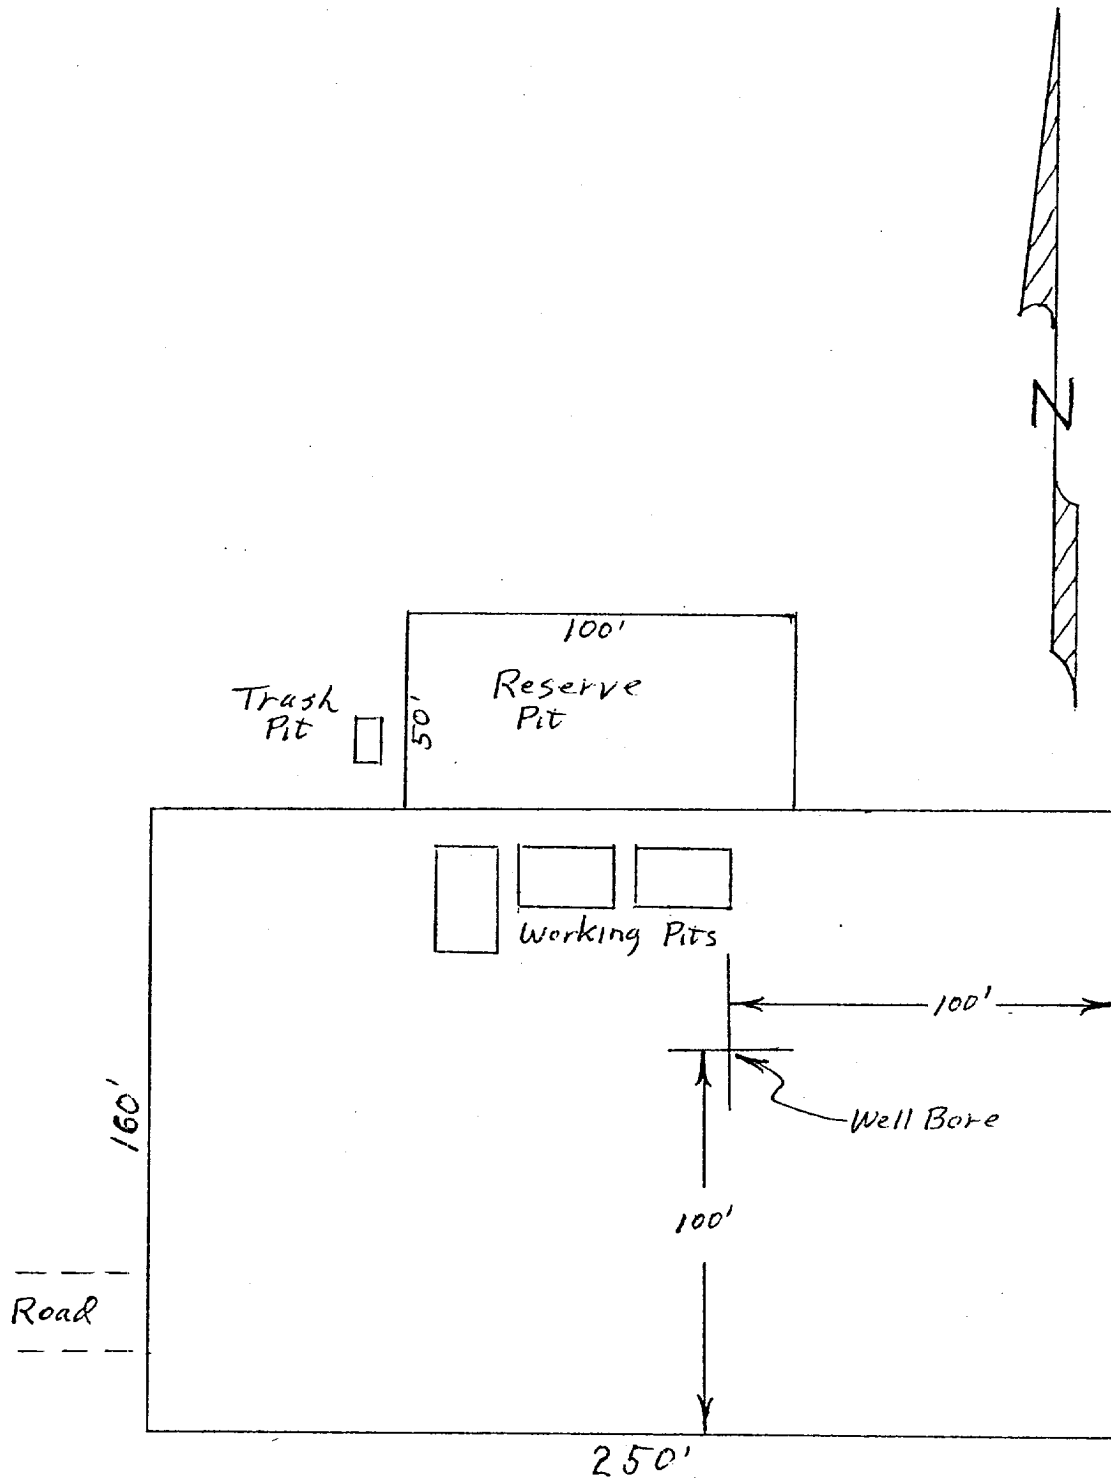 N
100'
Reserve
Pit
50'
Trash
Pit
Working Pits
100'
Well Bore
160'
100'
Road
250'